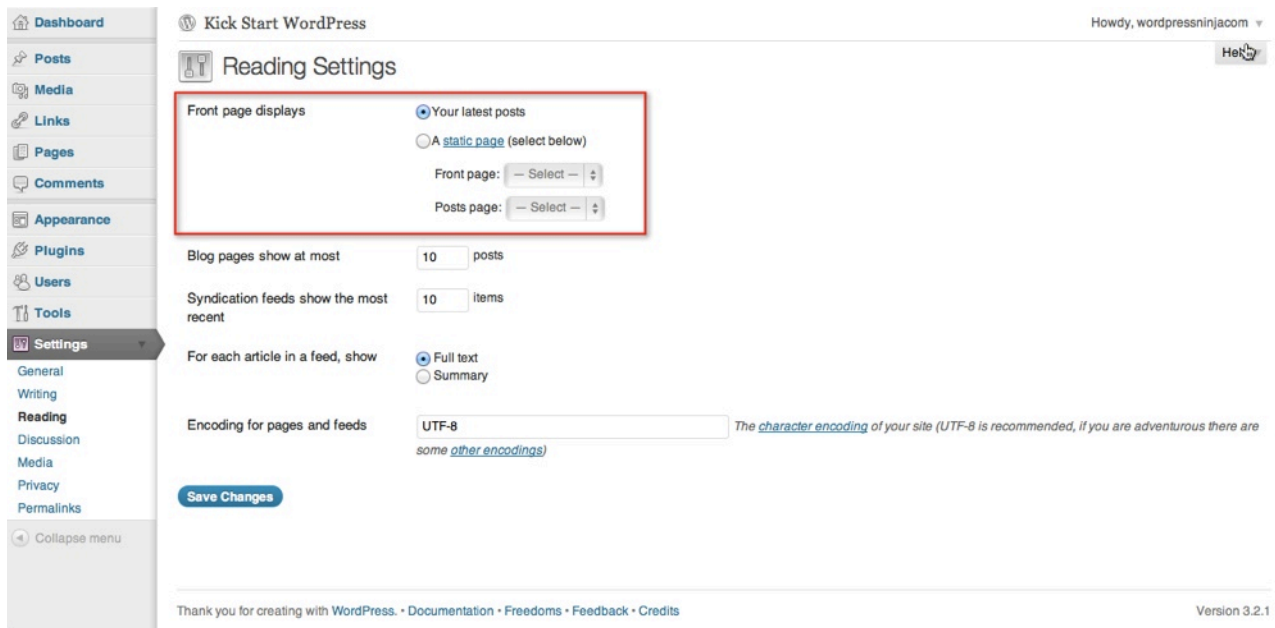 Dashboard
Posts
Media
Links
Pages
Comments
Appearance
Plugins
Users
Tools
Settings
General
Writing
Reading
Discussion
Media
Privacy
Permalinks
Collapse menu
Kick Start WordPress
Howdy, wordpressninjacom
Reading Settings
Front page displays
Your latest posts
A static page (select below)
Front page: — Select —
Posts page: — Select —
Blog pages show at most 10 posts
Syndication feeds show the most
recent
10 items
For each article in a feed, show
Full text
Summary
Encoding for pages and feeds
UTF-8
The character encoding of your site (UTF-8 is recommended, if you are adventurous there are
some other encodings)
Save Changes
Thank you for creating with WordPress. • Documentation • Freedoms • Feedback • Credits
Version 3.2.1